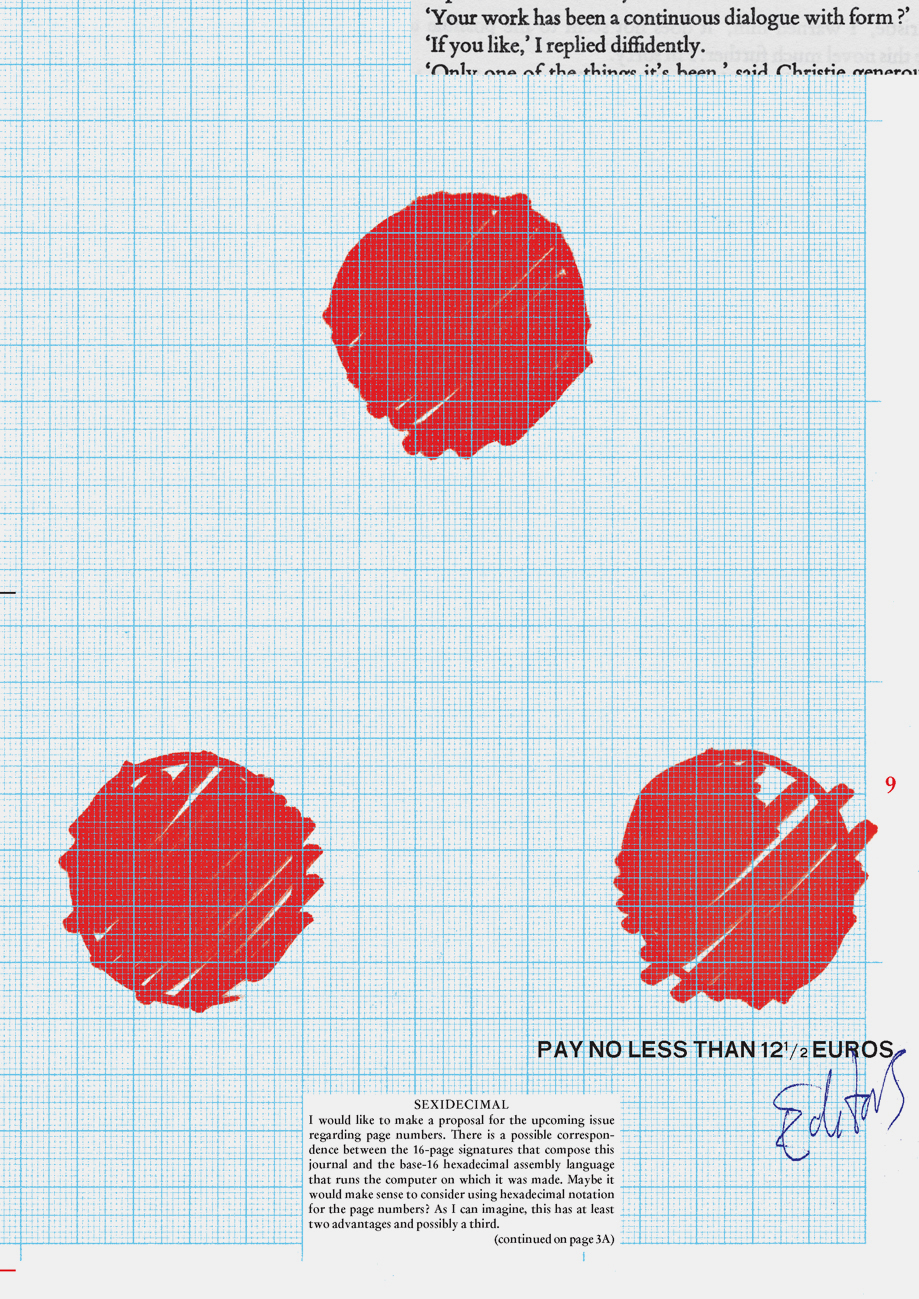 ‘Your work has been a continuous dialogue with form ?’
‘If you like,’ I replied diffidently.
‘Only one of the things it’s been,’ said Christie generou
9
PAY NO LESS THAN 12 1/2 EUROS
Editors
SEXIDECIMAL
I would like to make a proposal for the upcoming issue
regarding page numbers. There is a possible correspon-
dence between the 16-page signatures that compose this
journal and the base-16 hexadecimal assembly language
that runs the computer on which it was made. Maybe it
would make sense to consider using hexadecimal notation
for the page numbers? As I can imagine, this has at least
two advantages and possibly a third.
(continued on page 3A)